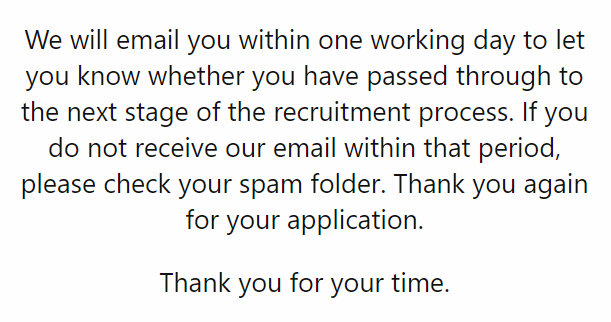 We will email you within one working day to let
you know whether you have passed through to
the next stage of the recruitment process. If you
do not receive our email within that period,
please check your spam folder. Thank you again
for your application.
Thank you for your time.